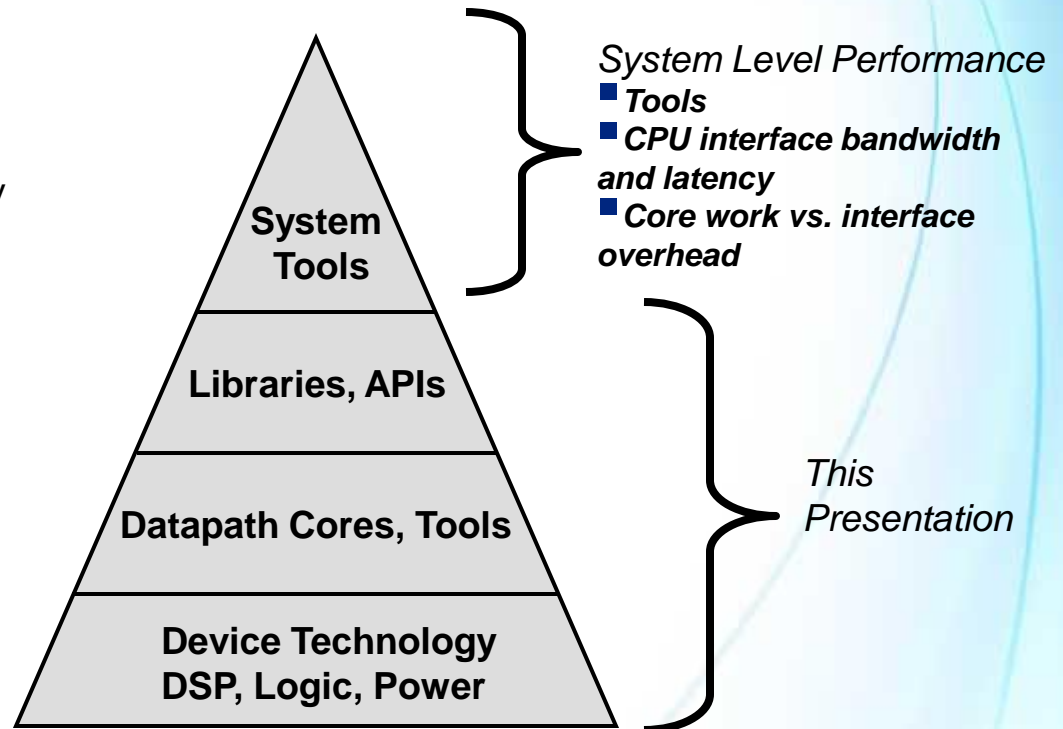 System
Tools
Libraries, APIs
Datapath Cores, Tools
Device Technology
DSP, Logic, Power
System Level Performance
Tools
CPU interface bandwidth
and latency
Core work vs. interface
overhead
This
Presentation